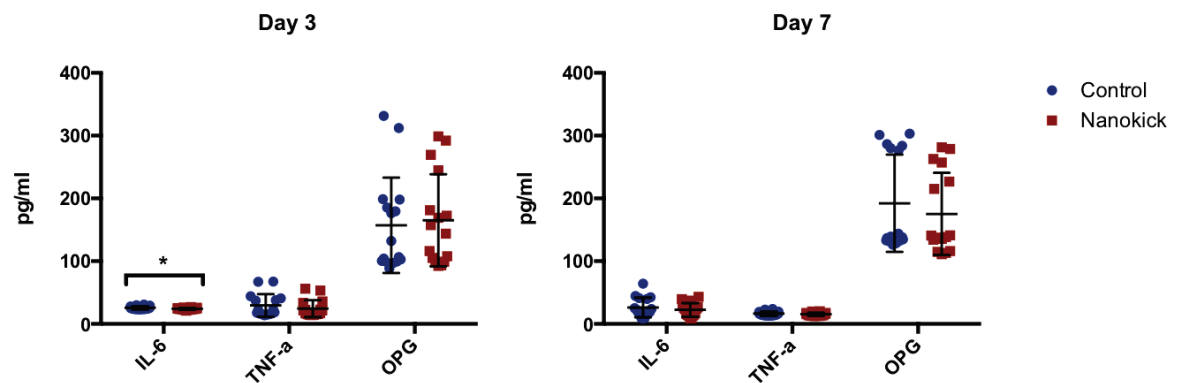 Day 3
pg/ml
400
300
200
100
0
*
IL-6
TNF-a
OPG
Day 7
pg/ml
400
300
200
100
0
IL-6
TNF-a
OPG
Control
Nanokick